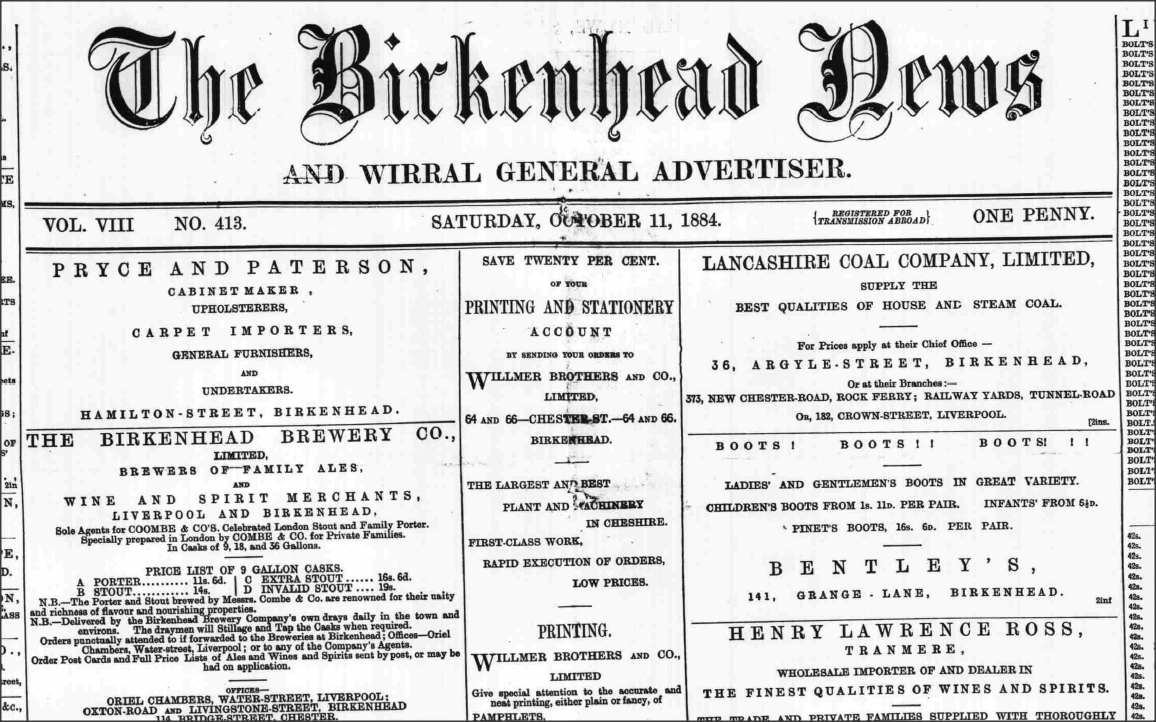 The Birkenhead News
AND WIRRAL GENERAL ADVERTISER.
VOL. VIII NO. 413.
SATURDAY, OCTOBER 11, 1884.
{REGISTERED FOR TRANSMISSION ABROAD}
ONE PENNY.
PRYCE AND PATERSON,
CABINET MAKER ,
UPHOLSTERERS,
CARPET IMPORTERS,
GENERAL FURNISHERS,
AND
UNDERTAKERS.
HAMILTON-STREET, BIRKENHEAD.
THE BIRKENHEAD BREWERY CO.,
LIMITED,
BREWERS OF FAMILY ALES,
AND
WINE AND SPIRIT MERCHANTS,
LIVERPOOL AND BIRKENHEAD,
Sole Agents for COOMBE & CO'S. Celebrated London Stout and Family Porter.
Specially prepared in London by COMBE & CO. for Private Families.
In Casks of 9, 18, and 36 Gallons.
PRICE LIST OF 9 GALLON CASKS.
A PORTER.......... 11s. 6d. | C EXTRA STOUT ...... 16s. 6d.
B STOUT............. 14s. | D INVALID STOUT .... 19s.
N.B.—The Porter and Stout brewed by Messrs. Combe & Co. are renowned for their uaity
and richness of flavour and nourishing properties.
N.B.—Delivered by the Birkenhead Brewery Company's own drays daily in the town and
environs. The draymen will Stillage and Tap the Casks when required.
Orders punctually attended to if forwarded to the Breweries at Birkenhead; Offices—Oriel
Chambers, Water-street, Liverpool; or to any of the Company's Agents.
Order Post Cards and Full Price Lists of Ales and Wines and Spirits sent by post, or may be
had on application.
OFFICES—
ORIEL CHAMBERS, WATER-STREET, LIVERPOOL;
OXTON-ROAD AND LIVINGSTONE-STREET, BIRKENHEAD
114, BRIDGE-STREET, CHESTER.
SAVE TWENTY PER CENT.
OF YOUR
PRINTING AND STATIONERY
ACCOUNT
BY SENDING YOUR ORDERS TO
WILLMER BROTHERS AND CO.,
LIMITED,
64 AND 66—CHESTER-ST.—64 AND 66.
BIRKENHEAD.
THE LARGEST AND BEST
PLANT AND MACHINERY
IN CHESHIRE.
FIRST-CLASS WORK,
RAPID EXECUTION OF ORDERS,
LOW PRICES.
PRINTING.
WILLMER BROTHERS AND CO.,
LIMITED
Give special attention to the accurate and
neat printing, either plain or fancy, of
PAMPHLETS,
LANCASHIRE COAL COMPANY, LIMITED,
SUPPLY THE
BEST QUALITIES OF HOUSE AND STEAM COAL.
For Prices apply at their Chief Office —
36, ARGYLE-STREET, BIRKENHEAD,
Or at their Branches:—
373, NEW CHESTER-ROAD, ROCK FERRY; RAILWAY YARDS, TUNNEL-ROAD
OR, 182, CROWN-STREET, LIVERPOOL.
[2ins.
BOOTS ! BOOTS ! ! BOOTS! ! !
LADIES' AND GENTLEMEN'S BOOTS IN GREAT VARIETY.
CHILDREN'S BOOTS FROM 1s. 11D. PER PAIR. INFANTS' FROM 6½D.
PINET'S BOOTS, 16s. 6D. PER PAIR.
BENTLEY'S,
141, GRANGE - LANE, BIRKENHEAD.
2inf
HENRY LAWRENCE ROSS,
TRANMERE,
WHOLESALE IMPORTER OF AND DEALER IN
THE FINEST QUALITIES OF WINES AND SPIRITS.
THE TRADE AND PRIVATE FAMILIES SUPPLIED WITH THOROUGHLY